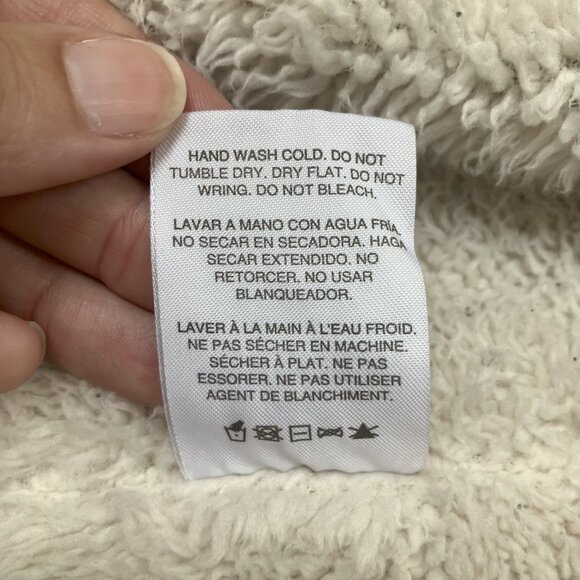 HAND WASH COLD. DO NOT
TUMBLE DRY. DRY FLAT. DO NOT
WRING. DO NOT BLEACH.
LAVAR A MANO CON AGUA FRIA.
NO SECAR EN SECADORA. HAGA
SECAR EXTENDIDO. NO
RETORCER. NO USAR
BLANQUEADOR.
LAVER À LA MAIN À L'EAU FROID.
NE PAS SÉCHER EN MACHINE.
SÉCHER À PLAT. NE PAS
ESSORER. NE PAS UTILISER
AGENT DE BLANCHIMENT.